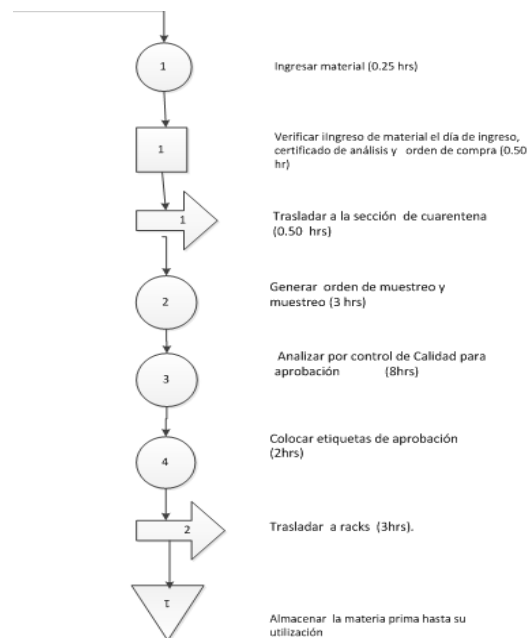 1
Ingresar material (0.25 hrs)
1
Verificar iIngreso de material el día de ingreso,
certificado de análisis y orden de compra (0.50
hr)
1
Trasladar a la sección de cuarentena
(0.50 hrs)
2
Generar orden de muestreo y
muestreo (3 hrs)
3
Analizar por control de Calidad para
aprobación (8hrs)
4
Colocar etiquetas de aprobación
(2hrs)
2
Trasladar a racks (3hrs).
1
Almacenar la materia prima hasta su
utilización